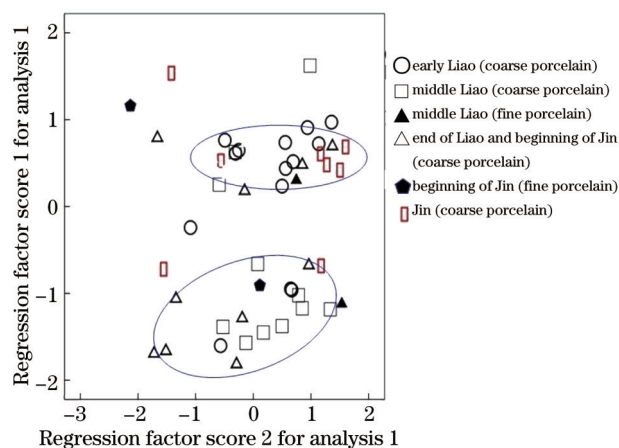 Regression factor score 1 for analysis 1
2
1
0
−1
−2
−3
−2
−1
0
1
2
Regression factor score 2 for analysis 1
early Liao (coarse porcelain)
middle Liao (coarse porcelain)
middle Liao (fine porcelain)
end of Liao and beginning of Jin
(coarse porcelain)
beginning of Jin (fine porcelain)
Jin (coarse porcelain)